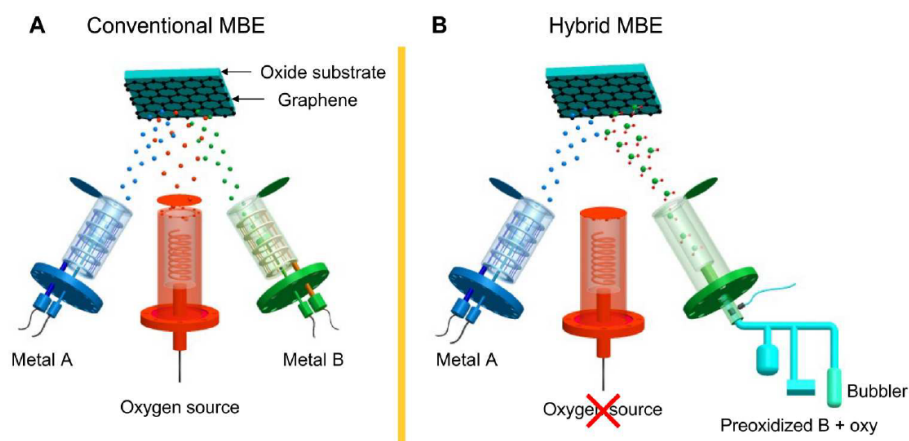 A Conventional MBE
Oxide substrate
Graphene
Metal A
Metal B
Oxygen source
B Hybrid MBE
Metal A
Oxygen source
Bubbler
Preoxidized B + oxy